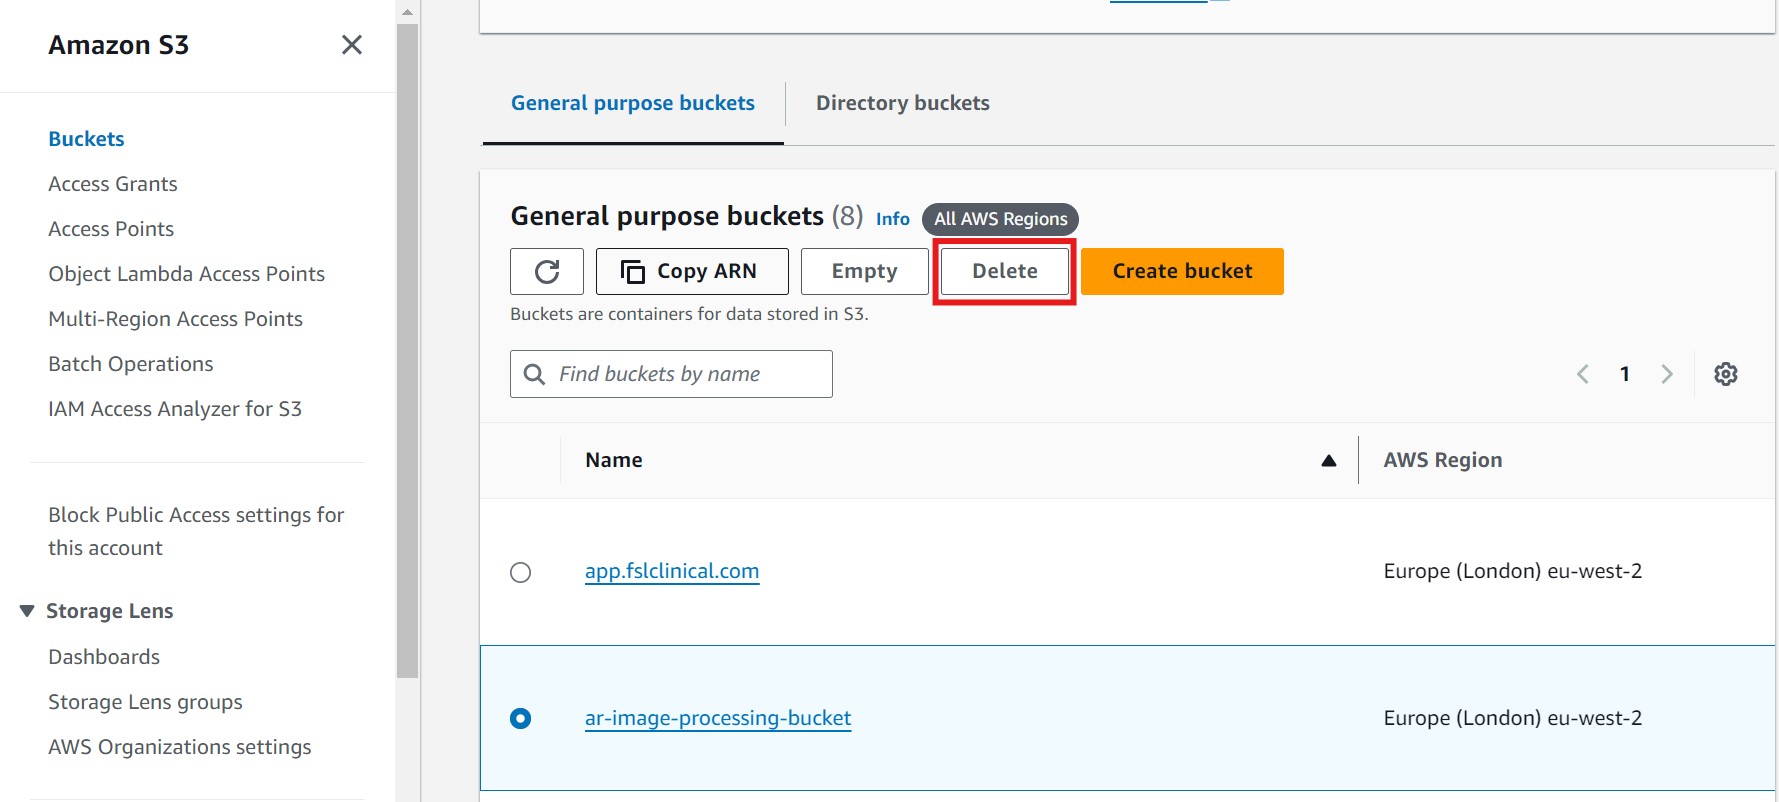 Amazon S3
Buckets
Access Grants
Access Points
Object Lambda Access Points
Multi-Region Access Points
Batch Operations
IAM Access Analyzer for S3
Block Public Access settings for
this account
Storage Lens
Dashboards
Storage Lens groups
AWS Organizations settings
General purpose buckets
Directory buckets
General purpose buckets (8) Info All AWS Regions
Copy ARN Empty Delete Create bucket
Buckets are containers for data stored in S3.
Find buckets by name
1
Name AWS Region
app.fslclinical.com Europe (London) eu-west-2
ar-image-processing-bucket Europe (London) eu-west-2